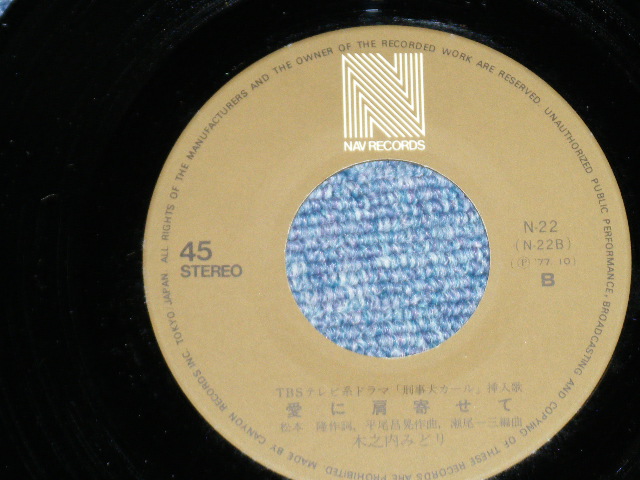 NAV RECORDS
45
STEREO
N-22
(N-22B)
(Ⓟ '77. 10.)
B
TBSテレビ系ドラマ「刑事犬カール」挿入歌
愛に肩寄せて
松本 隆作詞, 平尾昌晃作曲, 瀬尾一三編曲
木之内みどり
ALL RIGHTS OF THE MANUFACTURERS AND THE OWNER OF THE RECORDED WORK ARE RESERVED. UNAUTHORIZED PUBLIC PERFORMANCE, BROADCASTING AND COPYING OF THESE RECORDS ARE PROHIBITED. MADE BY CANYON RECORDS INC. TOKYO, JAPAN.